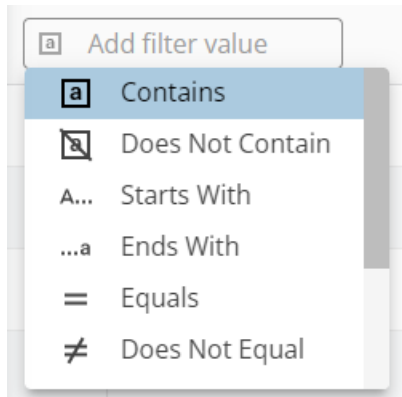 a Add filter value
a Contains
a Does Not Contain
A... Starts With
...a Ends With
= Equals
≠ Does Not Equal